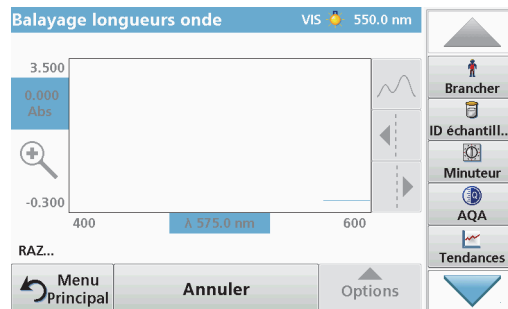 Balayage longueurs onde VIS 550.0 nm
3.500
0.000
Abs
-0.300
400 λ 575.0 nm 600
RAZ...
Menu
Principal
Annuler
Options
Brancher
ID échantill..
Minuteur
AQA
Tendances